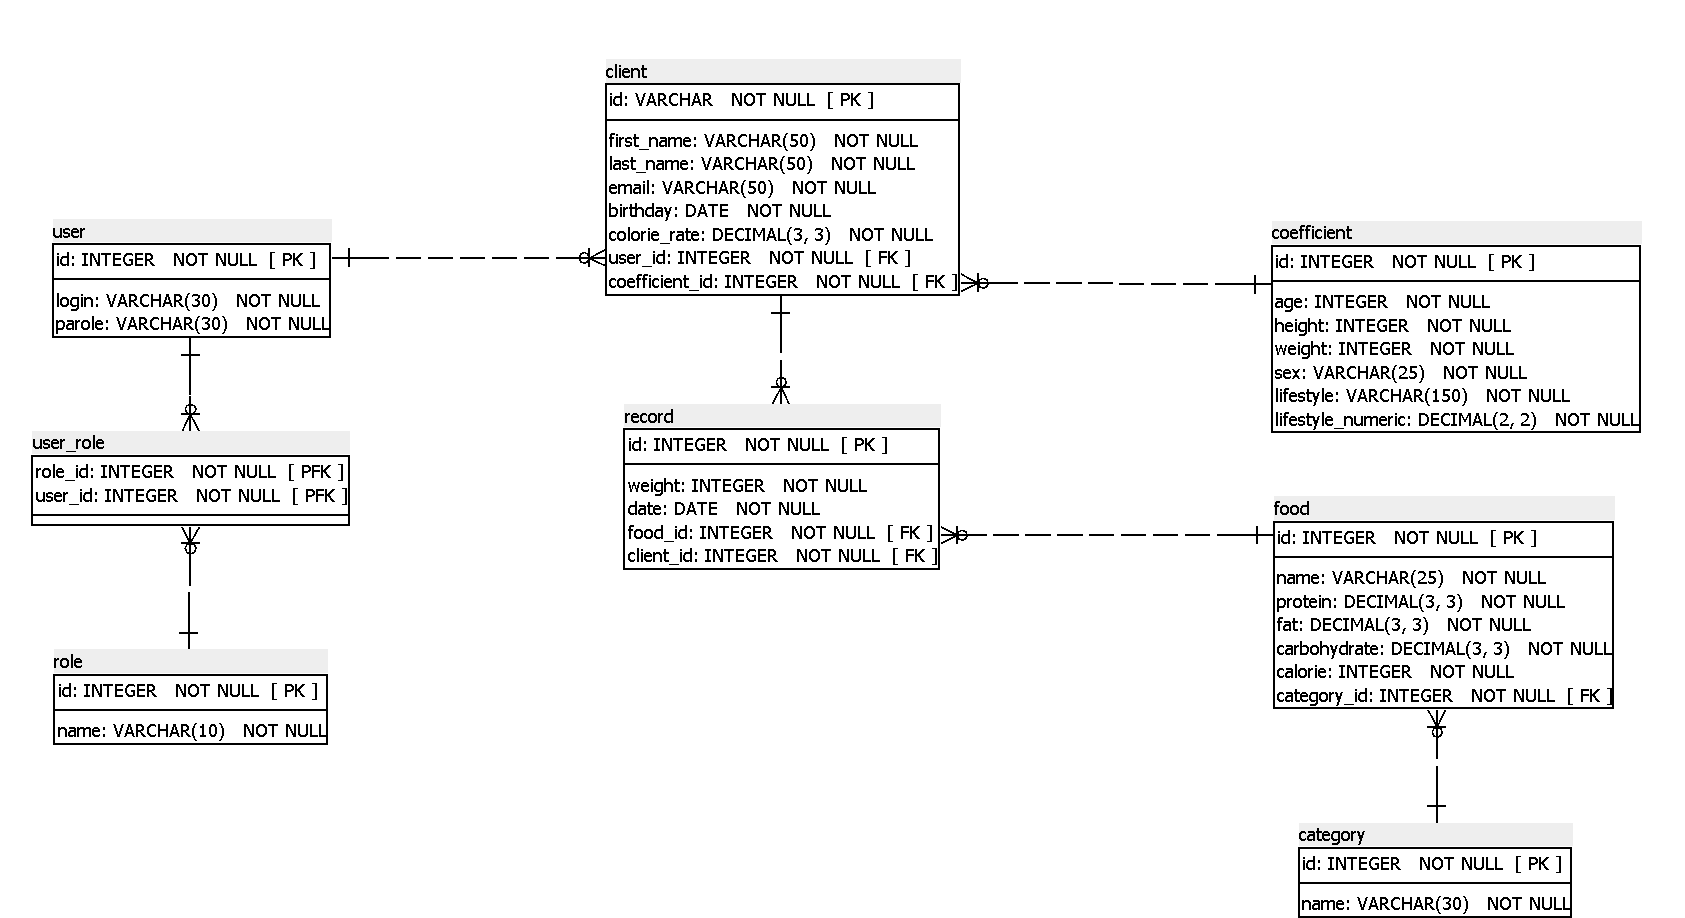 client
id: VARCHAR NOT NULL [ PK ]
first_name: VARCHAR(50) NOT NULL
last_name: VARCHAR(50) NOT NULL
email: VARCHAR(50) NOT NULL
birthday: DATE NOT NULL
colorie_rate: DECIMAL(3, 3) NOT NULL
user_id: INTEGER NOT NULL [ FK ]
coefficient_id: INTEGER NOT NULL [ FK ]
user
id: INTEGER NOT NULL [ PK ]
login: VARCHAR(30) NOT NULL
parole: VARCHAR(30) NOT NULL
coefficient
id: INTEGER NOT NULL [ PK ]
age: INTEGER NOT NULL
height: INTEGER NOT NULL
weight: INTEGER NOT NULL
sex: VARCHAR(25) NOT NULL
lifestyle: VARCHAR(150) NOT NULL
lifestyle_numeric: DECIMAL(2, 2) NOT NULL
record
id: INTEGER NOT NULL [ PK ]
weight: INTEGER NOT NULL
date: DATE NOT NULL
food_id: INTEGER NOT NULL [ FK ]
client_id: INTEGER NOT NULL [ FK ]
user_role
role_id: INTEGER NOT NULL [ PFK ]
user_id: INTEGER NOT NULL [ PFK ]
food
id: INTEGER NOT NULL [ PK ]
name: VARCHAR(25) NOT NULL
protein: DECIMAL(3, 3) NOT NULL
fat: DECIMAL(3, 3) NOT NULL
carbohydrate: DECIMAL(3, 3) NOT NULL
calorie: INTEGER NOT NULL
category_id: INTEGER NOT NULL [ FK ]
role
id: INTEGER NOT NULL [ PK ]
name: VARCHAR(10) NOT NULL
category
id: INTEGER NOT NULL [ PK ]
name: VARCHAR(30) NOT NULL